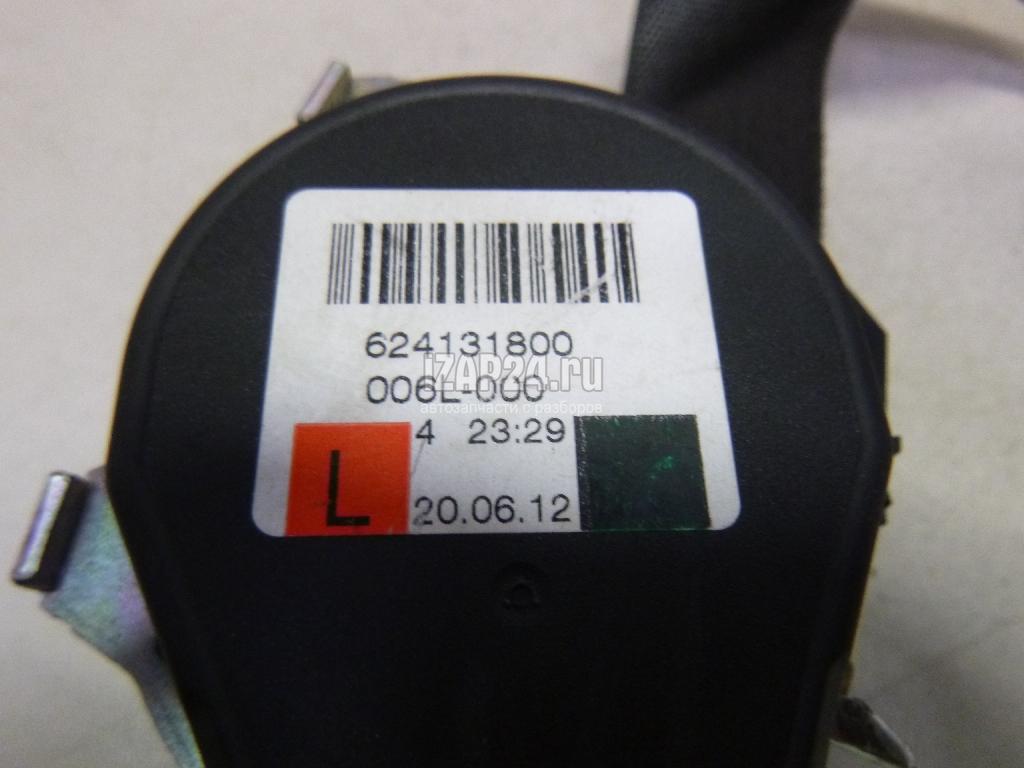 624131800
iZAP24.ru
006L-000
автозапчасти с разборов
4 23:29
L
20.06.12